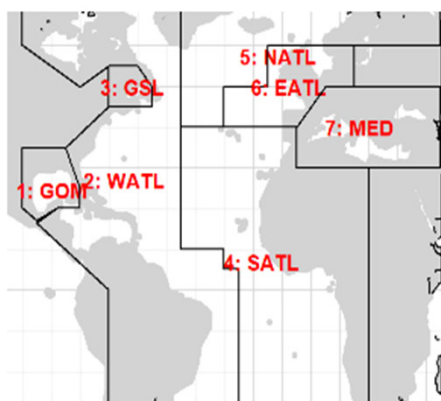 5: NATL
3: GSL
6: EATL
7: MED
1: GOM
2: WATL
4: SATL